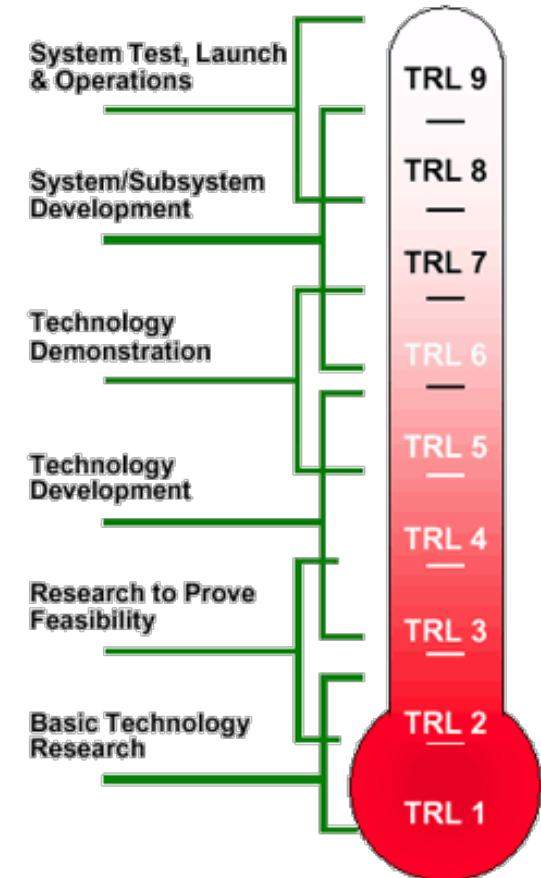 System Test, Launch
& Operations
System/Subsystem
Development
Technology
Demonstration
Technology
Development
Research to Prove
Feasibility
Basic Technology
Research
TRL 9
TRL 8
TRL 7
TRL 6
TRL 5
TRL 4
TRL 3
TRL 2
TRL 1